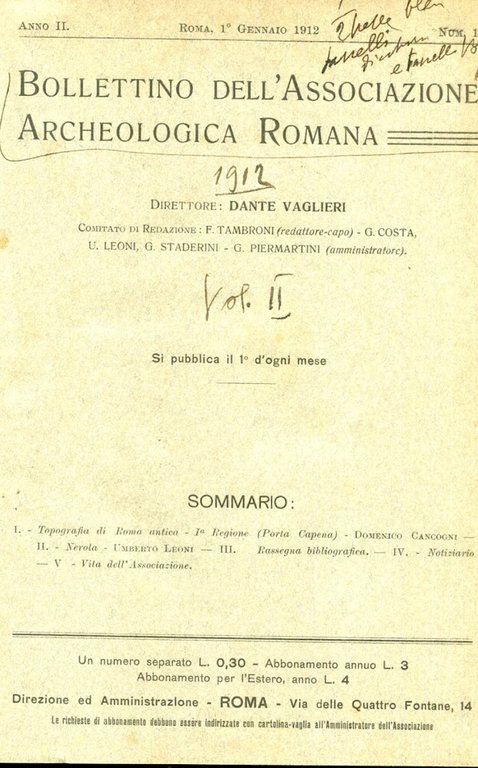 ANNO II. ROMA, 1° GENNAIO 1912 NUM. 1
BOLLETTINO DELL'ASSOCIAZIONE
ARCHEOLOGICA ROMANA
1912
DIRETTORE: DANTE VAGLIERI
COMITATO DI REDAZIONE: F. TAMBRONI (redattore-capo) - G. COSTA,
U. LEONI, G. STADERINI - G. PIERMARTINI (amministratore).
Vol. II
Si pubblica il 1° d'ogni mese
SOMMARIO:
I. - Topografia di Roma antica - Iª Regione (Porta Capena) - DOMENICO CANCOGNI —
II. - Nerola - UMBERTO LEONI — III. Rassegna bibliografica. — IV. - Notiziario
— V - Vita dell'Associazione.
Un numero separato L. 0,30 - Abbonamento annuo L. 3
Abbonamento per l'Estero, anno L. 4
Direzione ed Amministrazione - ROMA - Via delle Quattro Fontane, 14
Le richieste di abbonamento debbono essere indirizzate con cartolina-vaglia all'Amministratore dell'Associazione